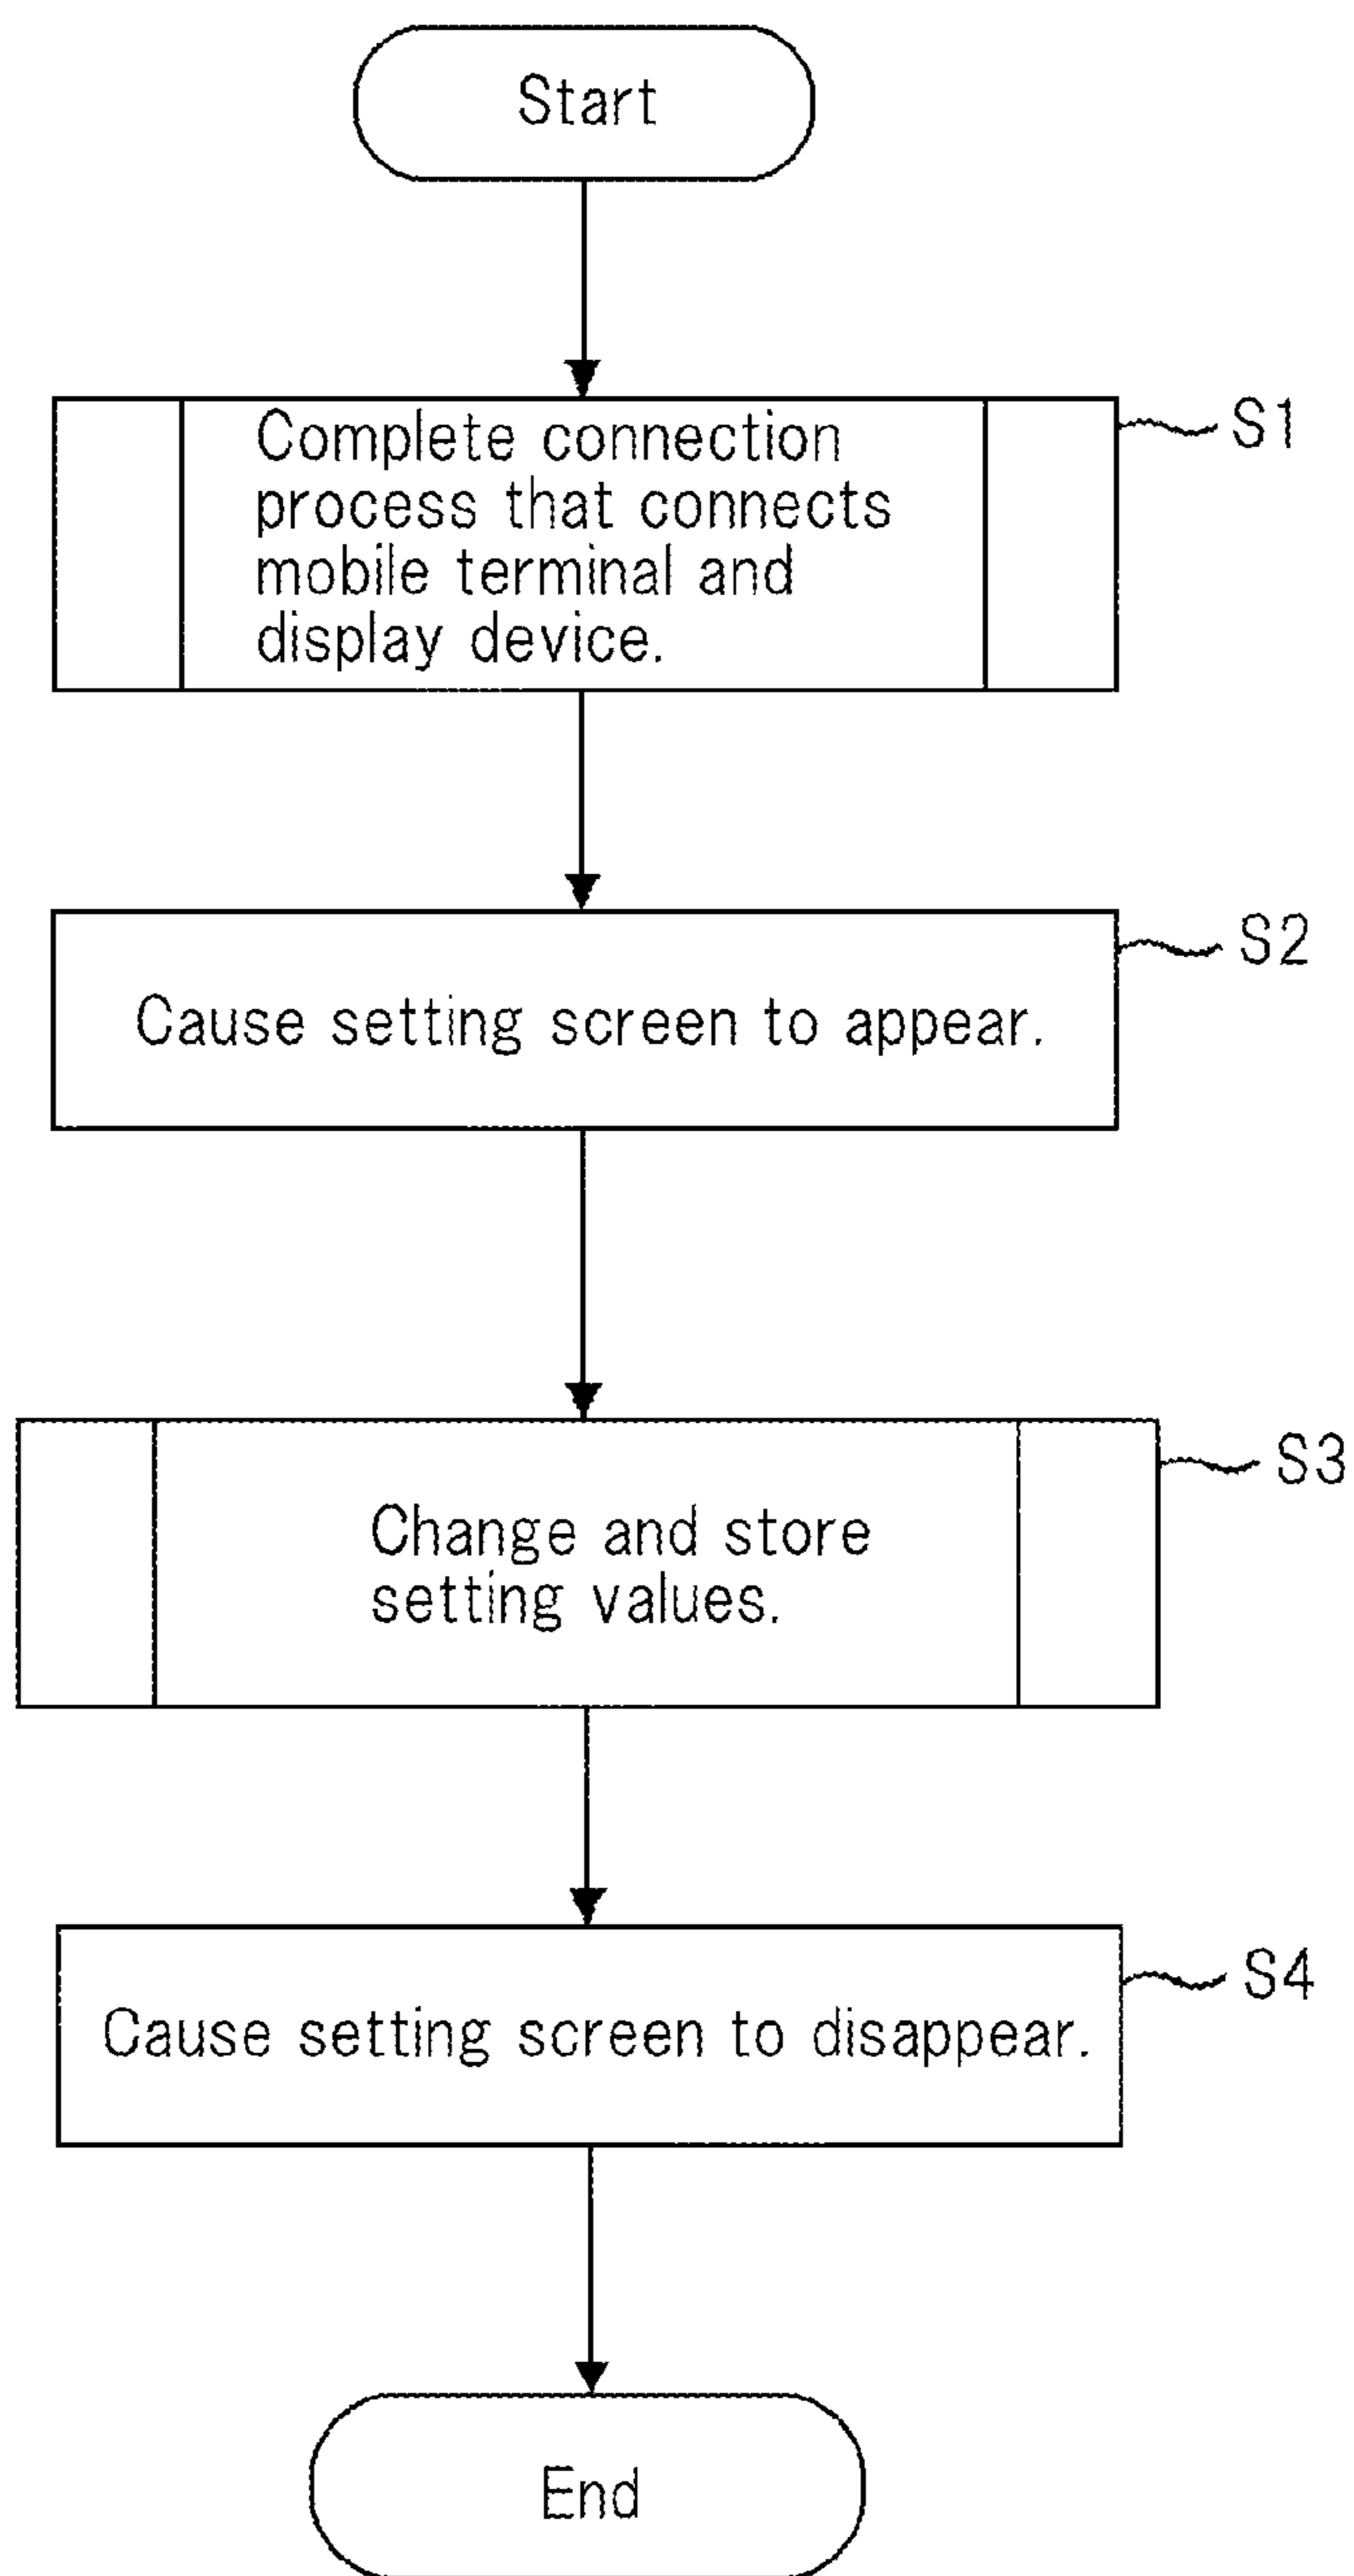 Start
Complete connection
process that connects
mobile terminal and
display device.
S1
Cause setting screen to appear.
S2
Change and store
setting values.
S3
Cause setting screen to disappear.
S4
End